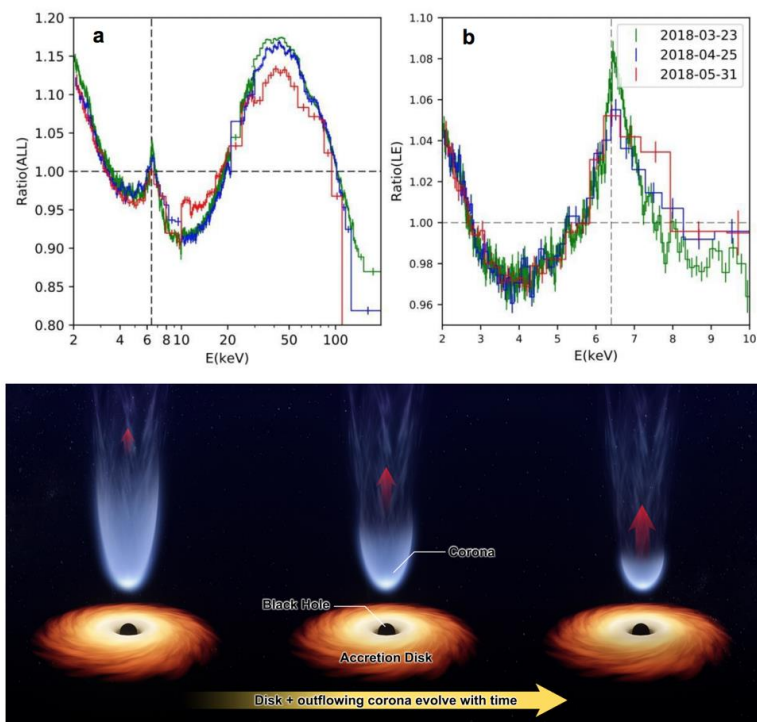 a
Ratio(ALL)
1.20
1.15
1.10
1.05
1.00
0.95
0.90
0.85
0.80
2 4 6 8 10 20 50 100
E(keV)
b
2018-03-23
2018-04-25
2018-05-31
Ratio(LE)
1.10
1.08
1.06
1.04
1.02
1.00
0.98
0.96
2 3 4 5 6 7 8 9 10
E(keV)
Corona
Black Hole
Accretion Disk
Disk + outflowing corona evolve with time